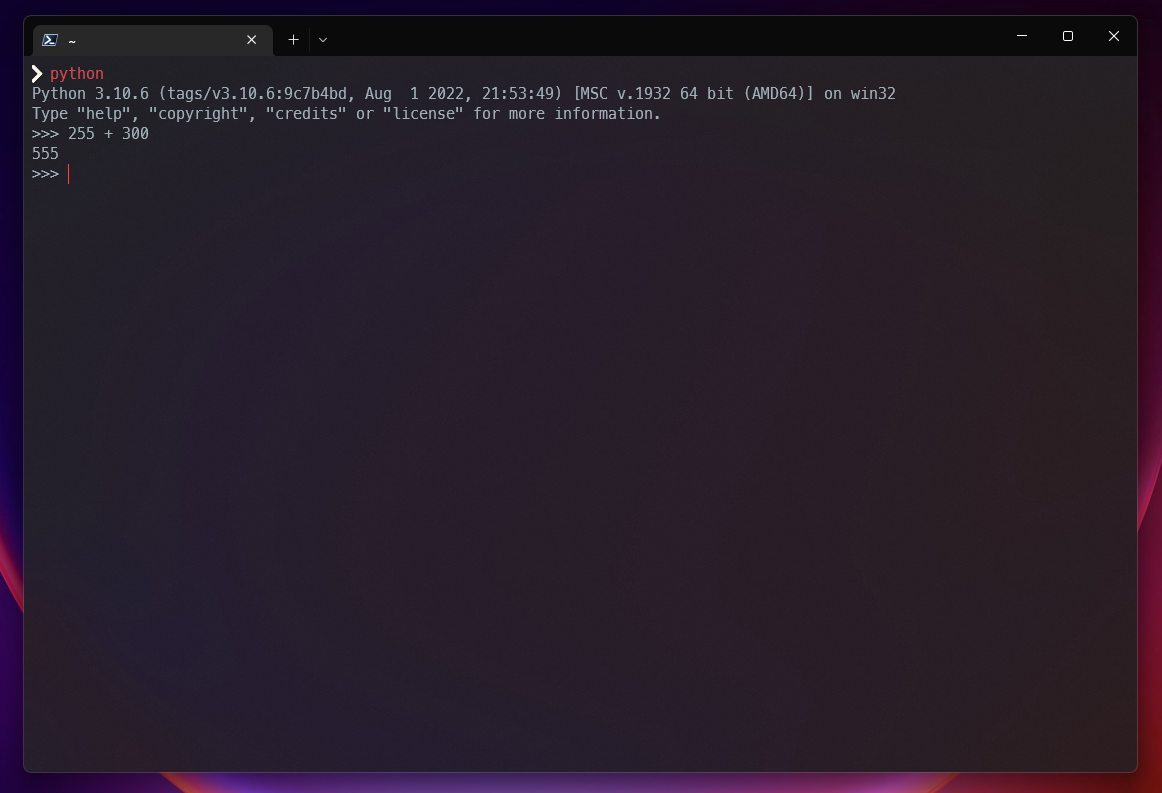 ~
python
Python 3.10.6 (tags/v3.10.6:9c7b4bd, Aug  1 2022, 21:53:49) [MSC v.1932 64 bit (AMD64)] on win32
Type "help", "copyright", "credits" or "license" for more information.
>>> 255 + 300
555
>>>